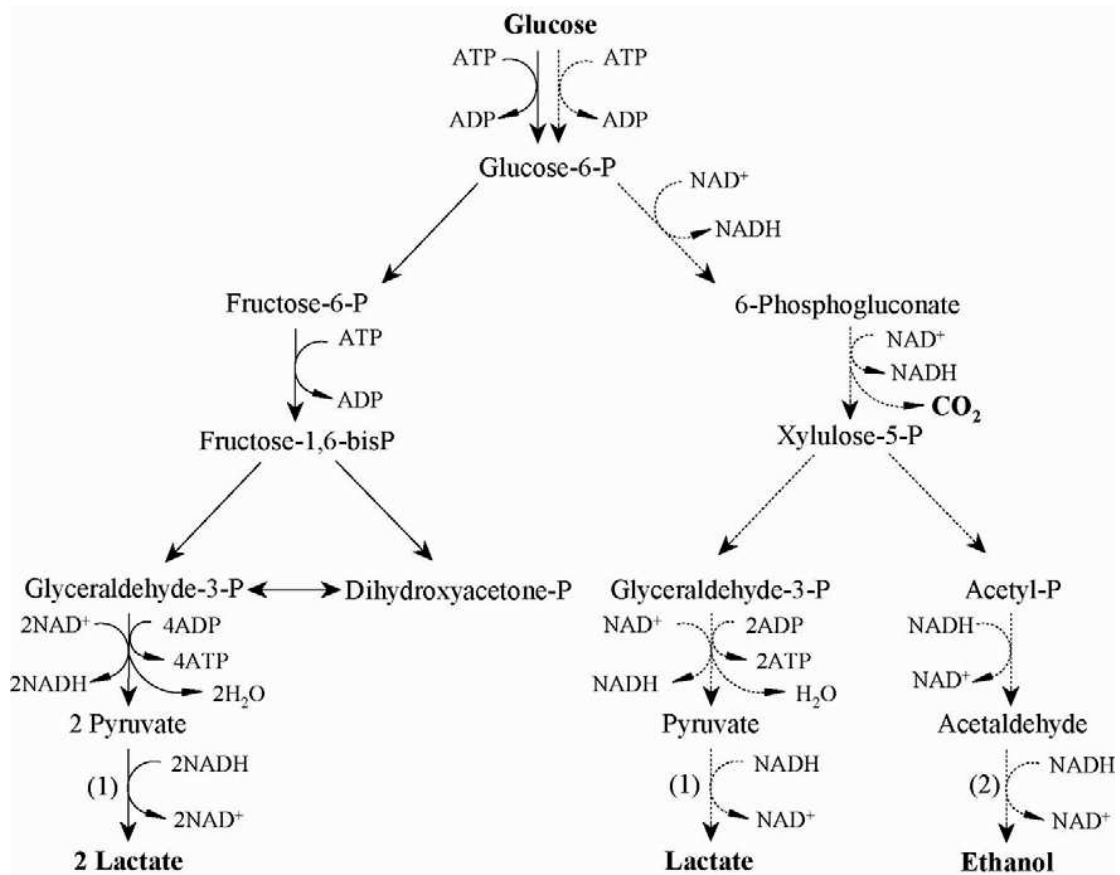 Glucose
ATP ATP
ADP ADP
Glucose-6-P
NAD⁺
NADH
Fructose-6-P 6-Phosphogluconate
ATP NAD⁺
ADP NADH
CO₂
Fructose-1,6-bisP Xylulose-5-P
Glyceraldehyde-3-P Dihydroxyacetone-P Glyceraldehyde-3-P Acetyl-P
2NAD⁺ 4ADP NAD⁺ 2ADP NADH
4ATP 2ATP
2NADH 2H₂O NADH H₂O NAD⁺
2 Pyruvate Pyruvate Acetaldehyde
(1) 2NADH (1) NADH (2) NADH
2NAD⁺ NAD⁺ NAD⁺
2 Lactate Lactate Ethanol